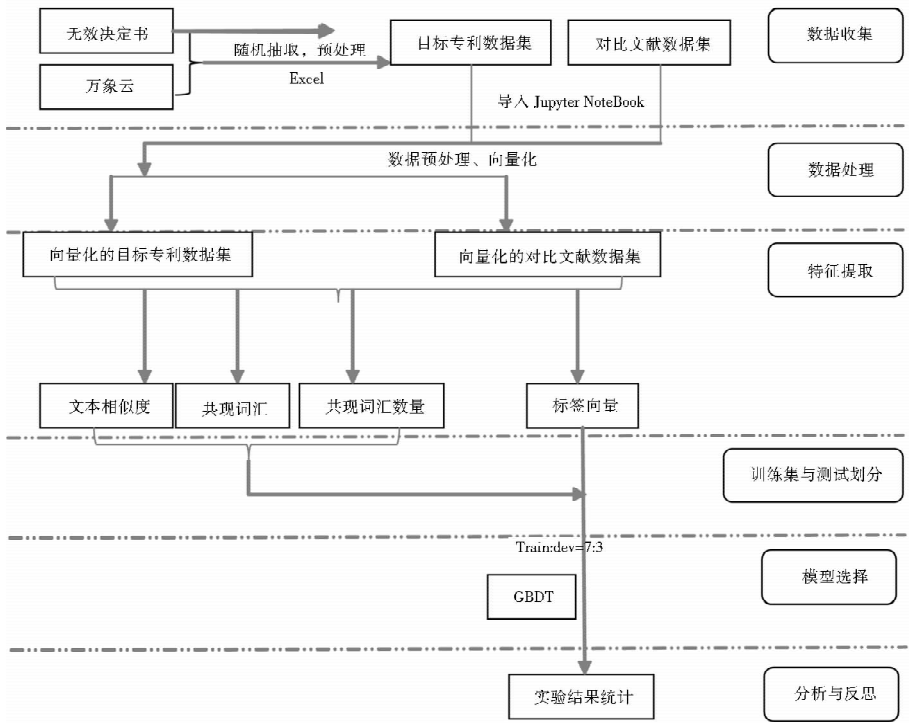 无效决定书
随机抽取，预处理
目标专利数据集
对比文献数据集
数据收集
万象云
Excel
导入 Jupyter NoteBook
数据预处理、向量化
数据处理
向量化的目标专利数据集
向量化的对比文献数据集
特征提取
文本相似度
共现词汇
共现词汇数量
标签向量
训练集与测试划分
Train:dev=7:3
模型选择
GBDT
实验结果统计
分析与反思